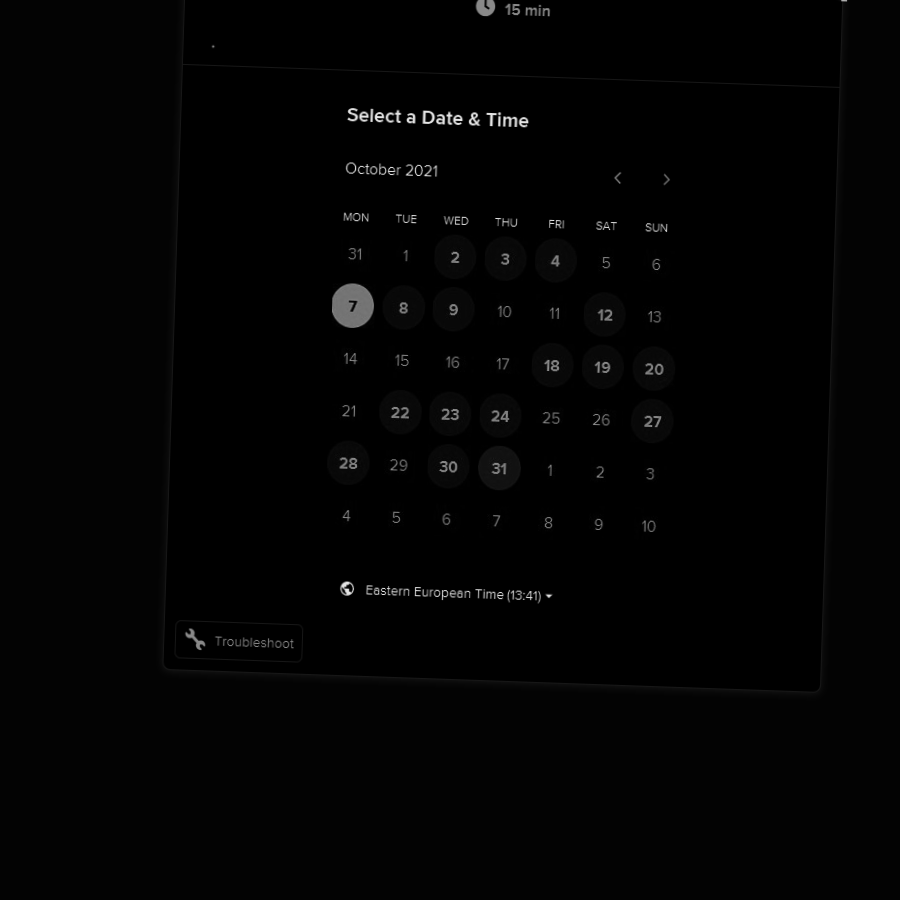 15 min
.
Select a Date & Time
October 2021
MON TUE WED THU FRI SAT SUN
31 1 2 3 4 5 6
7 8 9 10 11 12 13
14 15 16 17 18 19 20
21 22 23 24 25 26 27
28 29 30 31 1 2 3
4 5 6 7 8 9 10
Eastern European Time (13:41)
Troubleshoot